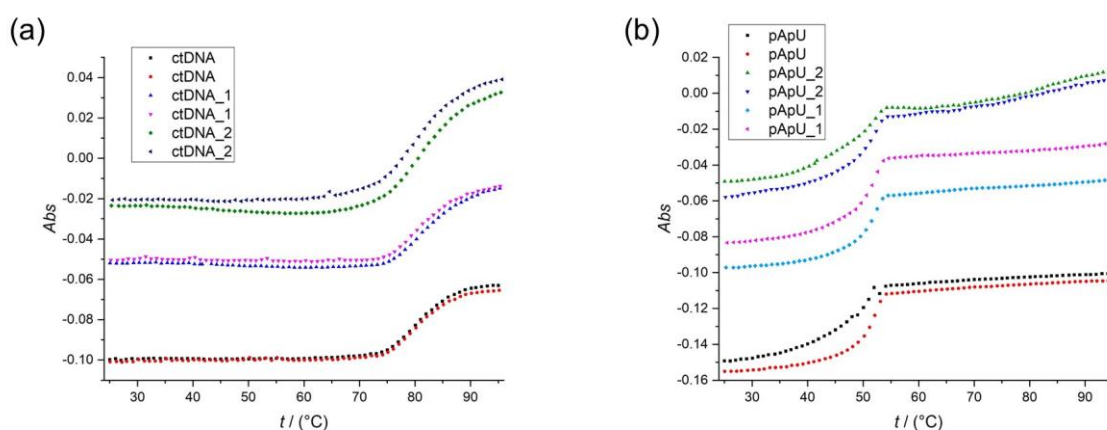 (a)
ctDNA
ctDNA
ctDNA_1
ctDNA_1
ctDNA_2
ctDNA_2
0.04
0.02
0.00
-0.02
-0.04
-0.06
-0.08
-0.10
Abs
30 40 50 60 70 80 90
t / (°C)
(b)
pApU
pApU
pApU_2
pApU_2
pApU_1
pApU_1
0.02
0.00
-0.02
-0.04
-0.06
-0.08
-0.10
-0.12
-0.14
-0.16
Abs
30 40 50 60 70 80 90
t / (°C)